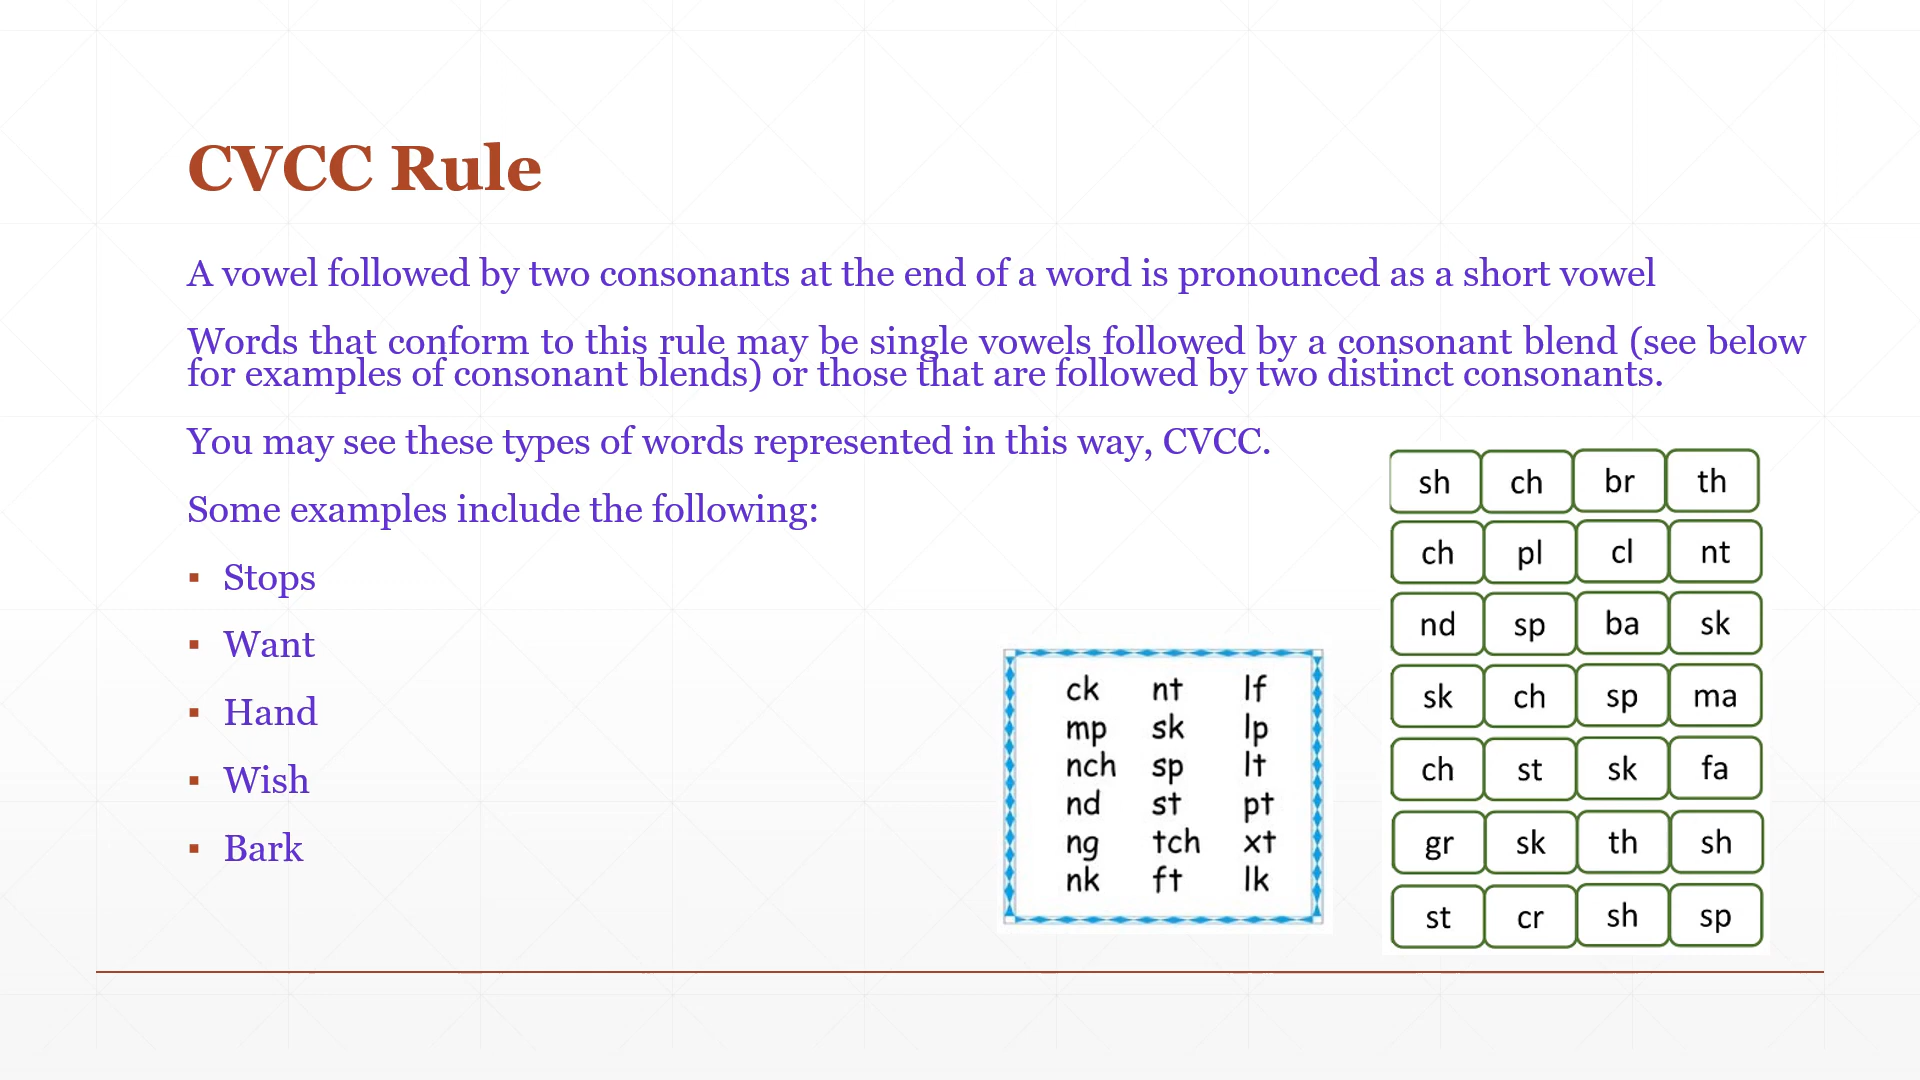 CVCC Rule
A vowel followed by two consonants at the end of a word is pronounced as a short vowel
Words that conform to this rule may be single vowels followed by a consonant blend (see below
for examples of consonant blends) or those that are followed by two distinct consonants.
You may see these types of words represented in this way, CVCC.
Some examples include the following:
▪ Stops
▪ Want
▪ Hand
▪ Wish
▪ Bark
ck nt lf
mp sk lp
nch sp lt
nd st pt
ng tch xt
nk ft lk
sh ch br th
ch pl cl nt
nd sp ba sk
sk ch sp ma
ch st sk fa
gr sk th sh
st cr sh sp